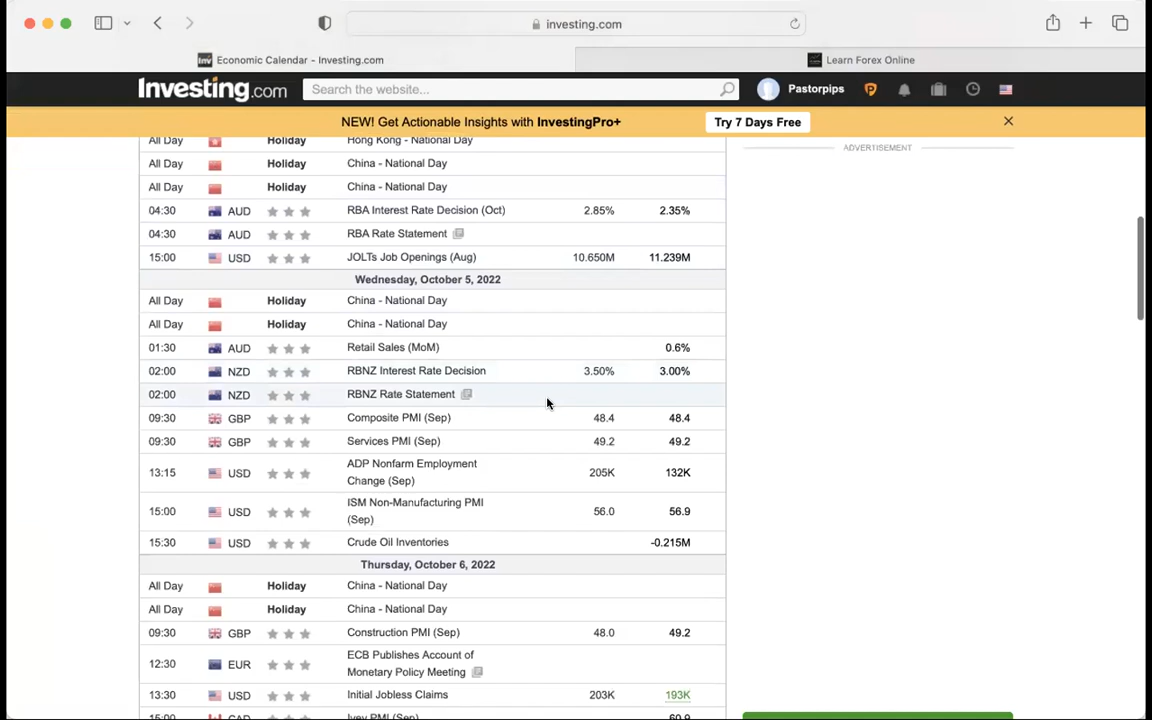 investing.com
Inv Economic Calendar - Investing.com
Learn Forex Online
Investing.com
Search the website...
Pastorpips
NEW! Get Actionable Insights with InvestingPro+
Try 7 Days Free
ADVERTISEMENT
All Day Holiday Hong Kong - National Day
All Day Holiday China - National Day
All Day Holiday China - National Day
04:30 AUD RBA Interest Rate Decision (Oct) 2.85% 2.35%
04:30 AUD RBA Rate Statement
15:00 USD JOLTs Job Openings (Aug) 10.650M 11.239M
Wednesday, October 5, 2022
All Day Holiday China - National Day
All Day Holiday China - National Day
01:30 AUD Retail Sales (MoM) 0.6%
02:00 NZD RBNZ Interest Rate Decision 3.50% 3.00%
02:00 NZD RBNZ Rate Statement
09:30 GBP Composite PMI (Sep) 48.4 48.4
09:30 GBP Services PMI (Sep) 49.2 49.2
13:15 USD ADP Nonfarm Employment
Change (Sep) 205K 132K
15:00 USD ISM Non-Manufacturing PMI
(Sep) 56.0 56.9
15:30 USD Crude Oil Inventories -0.215M
Thursday, October 6, 2022
All Day Holiday China - National Day
All Day Holiday China - National Day
09:30 GBP Construction PMI (Sep) 48.0 49.2
12:30 EUR ECB Publishes Account of
Monetary Policy Meeting
13:30 USD Initial Jobless Claims 203K 193K
15:00 CAD Ivey PMI (Sep) 60.9